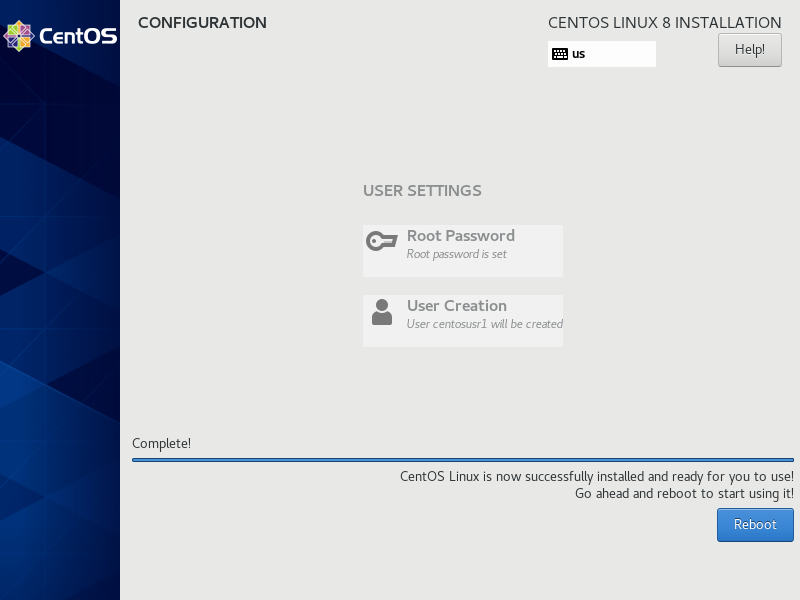 CentOS
CONFIGURATION
CENTOS LINUX 8 INSTALLATION
us
Help!
USER SETTINGS
Root Password
Root password is set
User Creation
User centosusr1 will be created
Complete!
CentOS Linux is now successfully installed and ready for you to use!
Go ahead and reboot to start using it!
Reboot